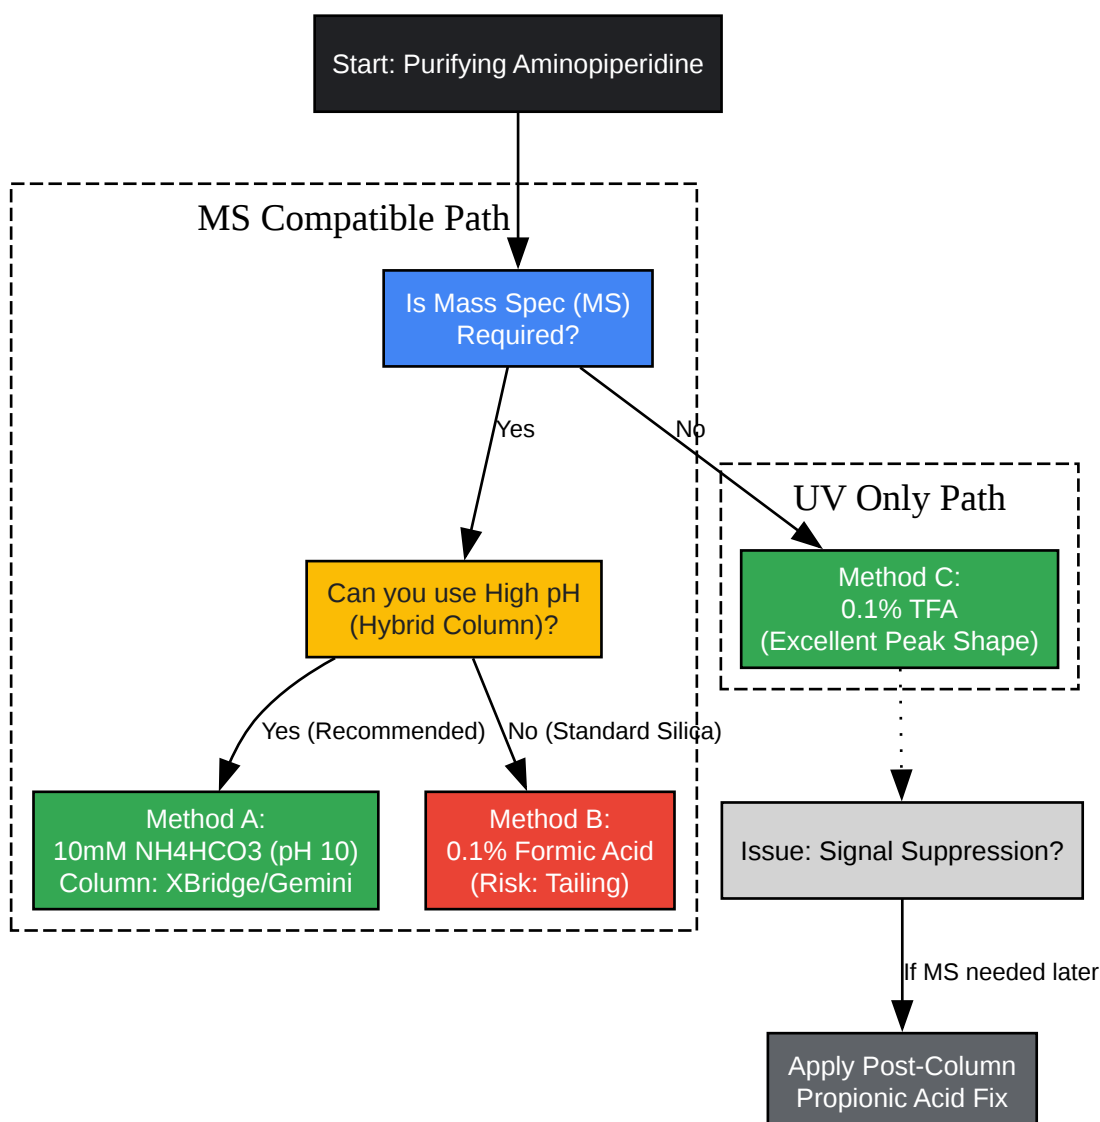 Start: Purifying Aminopiperidine
MS Compatible Path
Is Mass Spec (MS)
Required?
Yes
No
UV Only Path
Can you use High pH
(Hybrid Column)?
Method C:
0.1% TFA
(Excellent Peak Shape)
Yes (Recommended)
No (Standard Silica)
Method A:
10mM NH4HCO3 (pH 10)
Column: XBridge/Gemini
Method B:
0.1% Formic Acid
(Risk: Tailing)
Issue: Signal Suppression?
If MS needed later
Apply Post-Column
Propionic Acid Fix